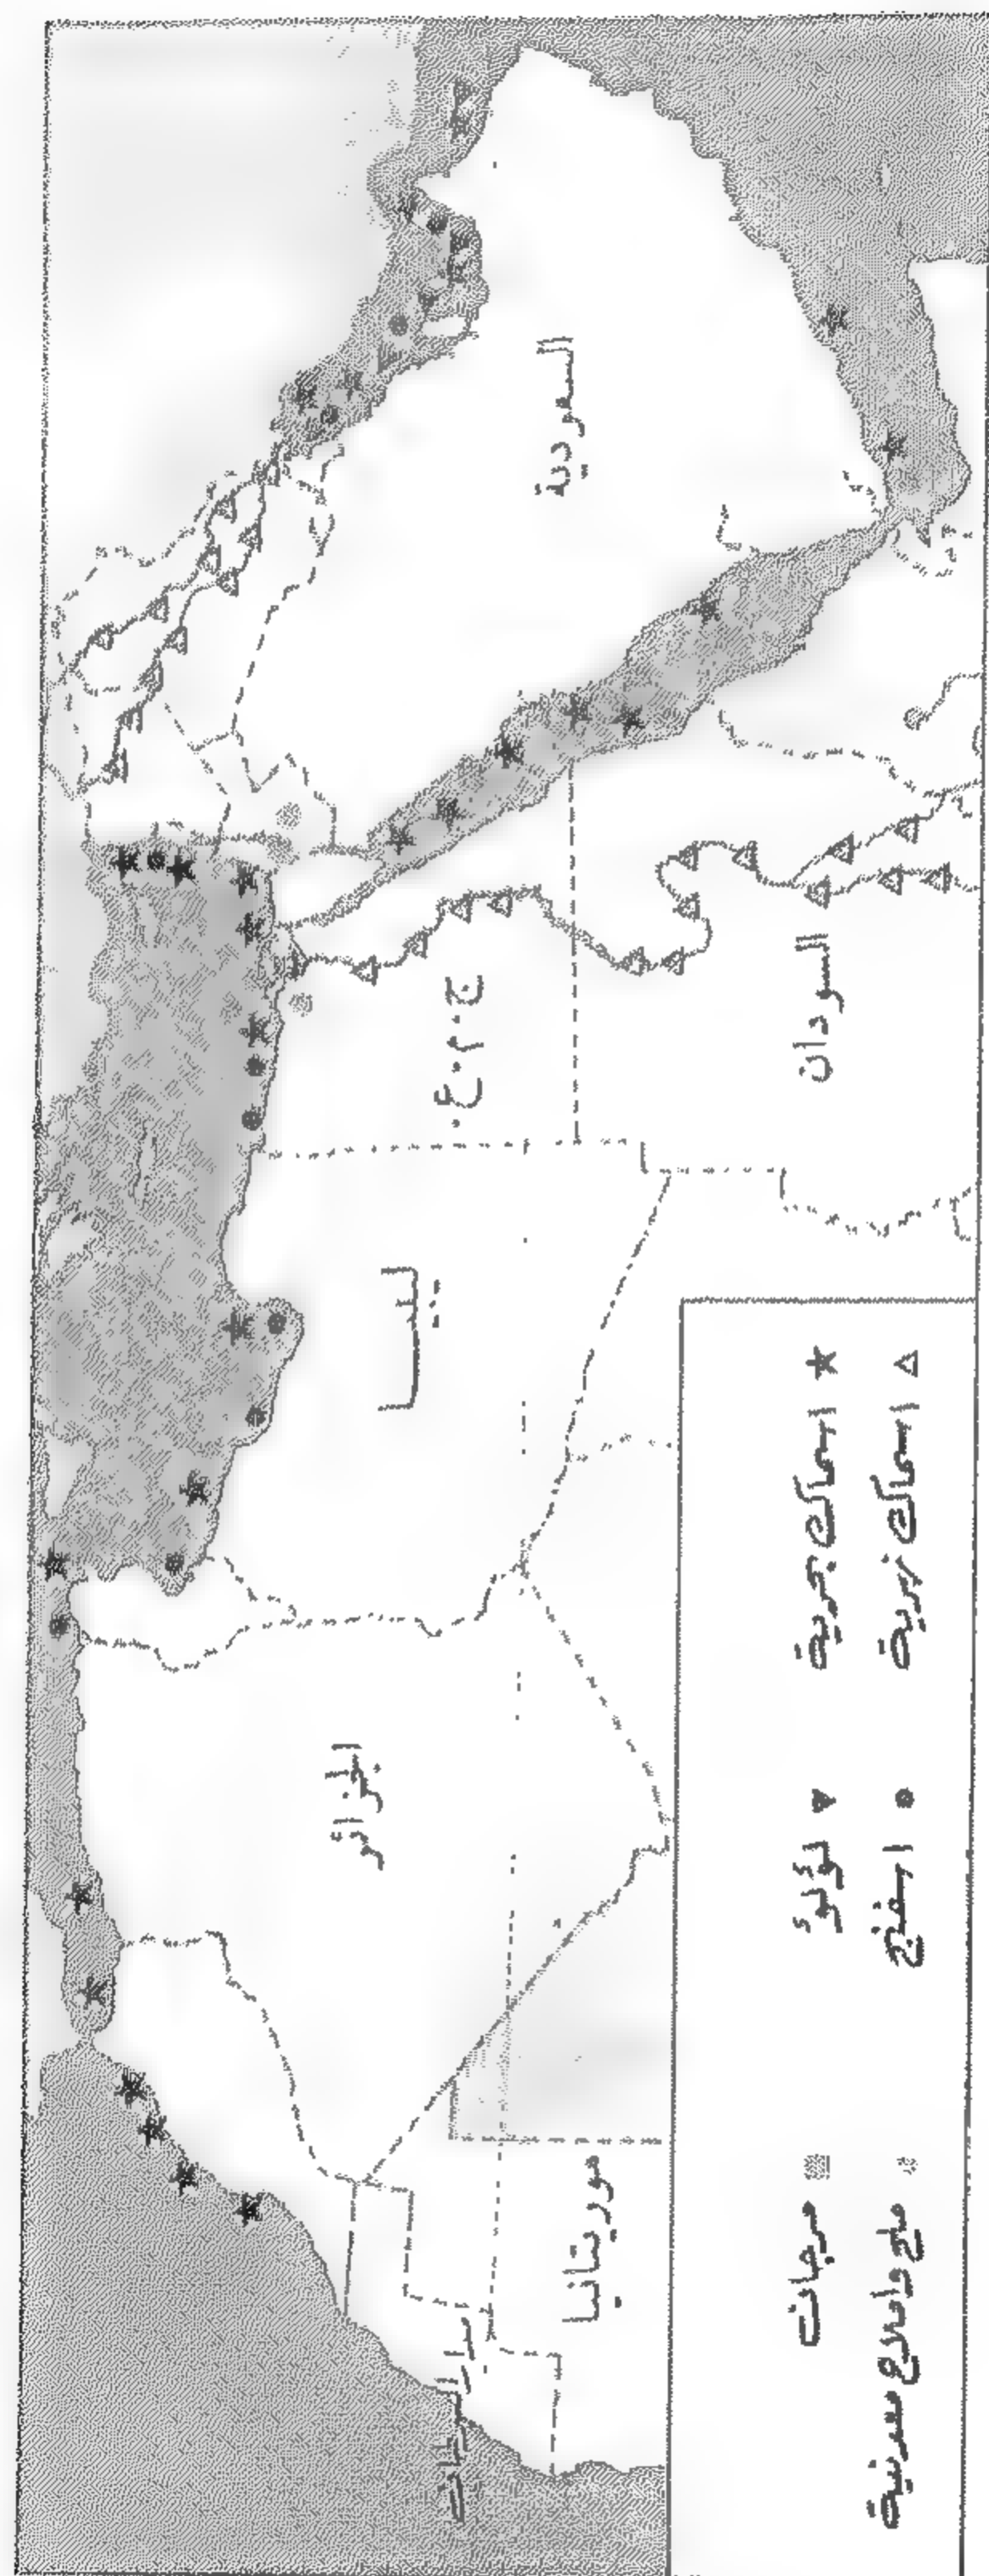 السعودية
ج.م.ع.
السودان
ليبيا
الجزائر
موريتانيا
اسماك بحرية
اسماك نهرية
لؤلؤ
اسفنج
مرجان
ملح واملاح معدنية